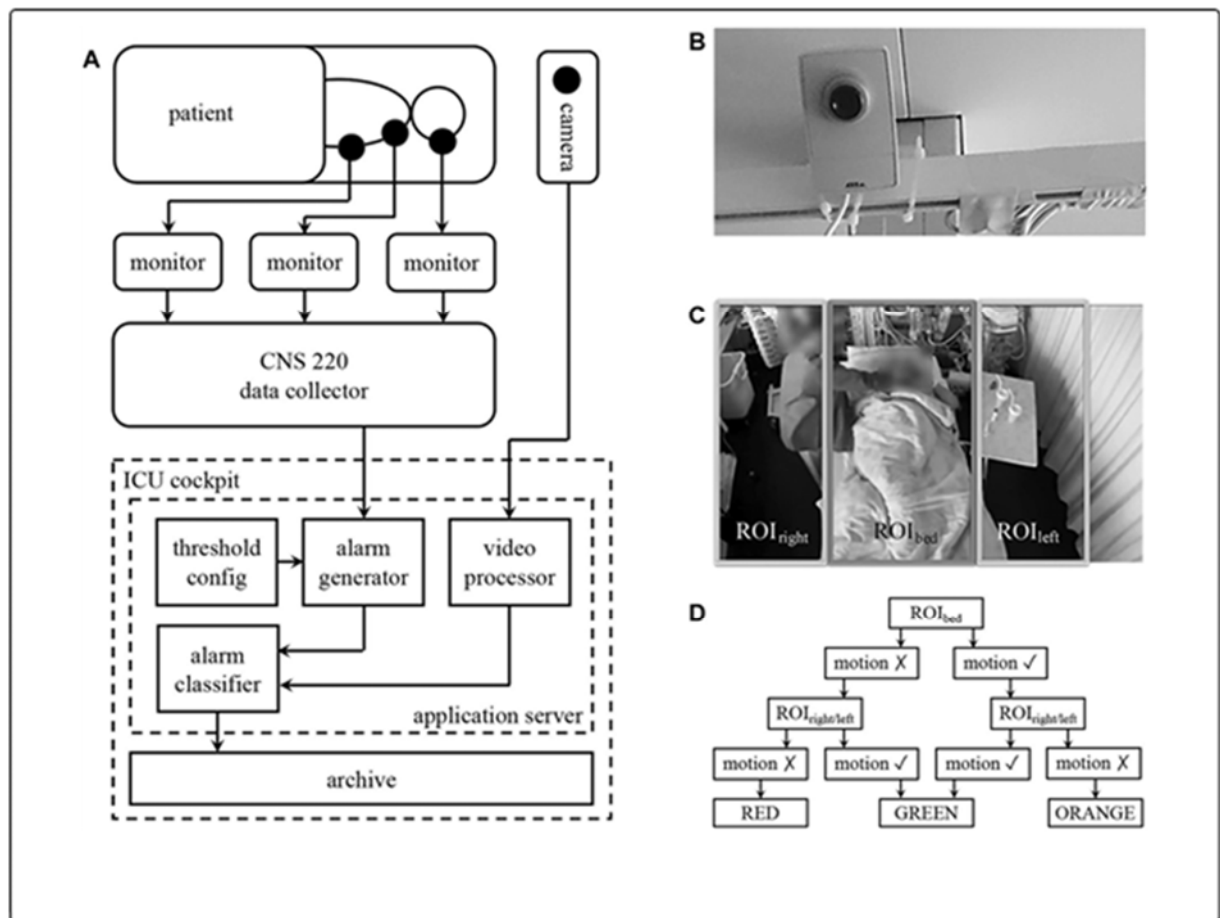 A
patient
camera
monitor
monitor
monitor
CNS 220
data collector
ICU cockpit
threshold
config
alarm
generator
video
processor
alarm
classifier
application server
archive
B
C
ROIright
ROIbed
ROIleft
D
ROIbed
motion ✗
motion ✓
ROIright/left
ROIright/left
motion ✗
motion ✓
motion ✓
motion ✗
RED
GREEN
ORANGE